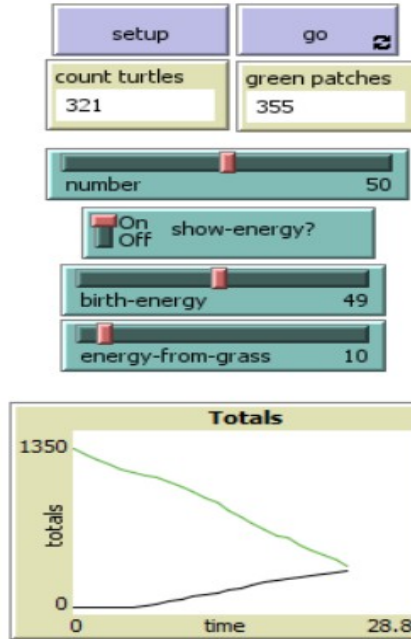 setup go
count turtles green patches
321 355
number 50
On
Off show-energy?
birth-energy 49
energy-from-grass 10
Totals
1350
totals
0
0 time 28.8